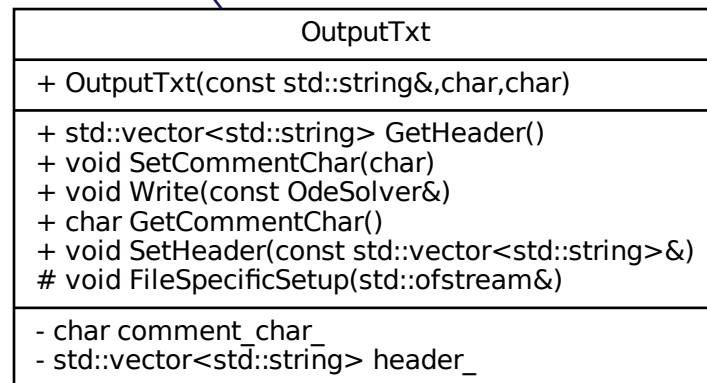 OutputTxt
+ OutputTxt(const std::string&,char,char)
+ std::vector<std::string> GetHeader()
+ void SetCommentChar(char)
+ void Write(const OdeSolver&)
+ char GetCommentChar()
+ void SetHeader(const std::vector<std::string>&)
# void FileSpecificSetup(std::ofstream&)
- char comment_char_
- std::vector<std::string> header_